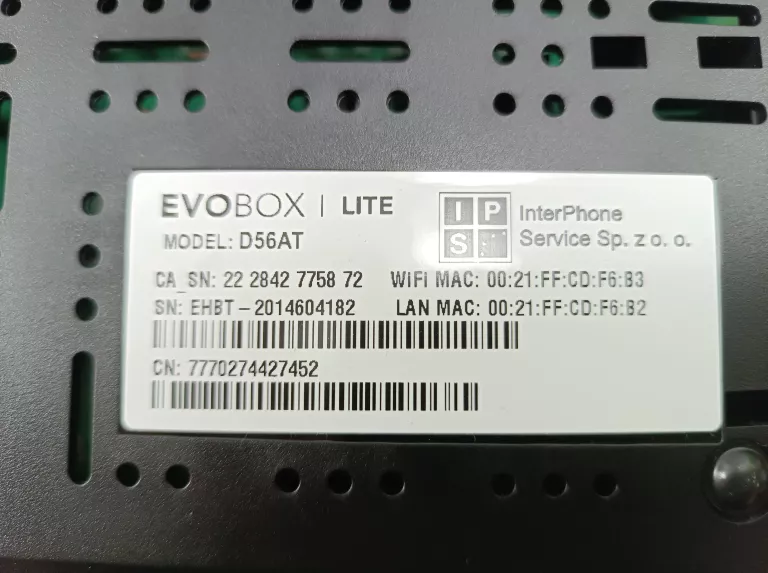 EVOBOX | LITE
MODEL: D56AT
IPS
InterPhone
Service Sp. z o. o.
CA_SN: 22 2842 7758 72 WIFI MAC: 00:21:FF:CD:F6:B3
SN: EHBT-2014604182 LAN MAC: 00:21:FF:CD:F6:B2
CN: 7770274427452